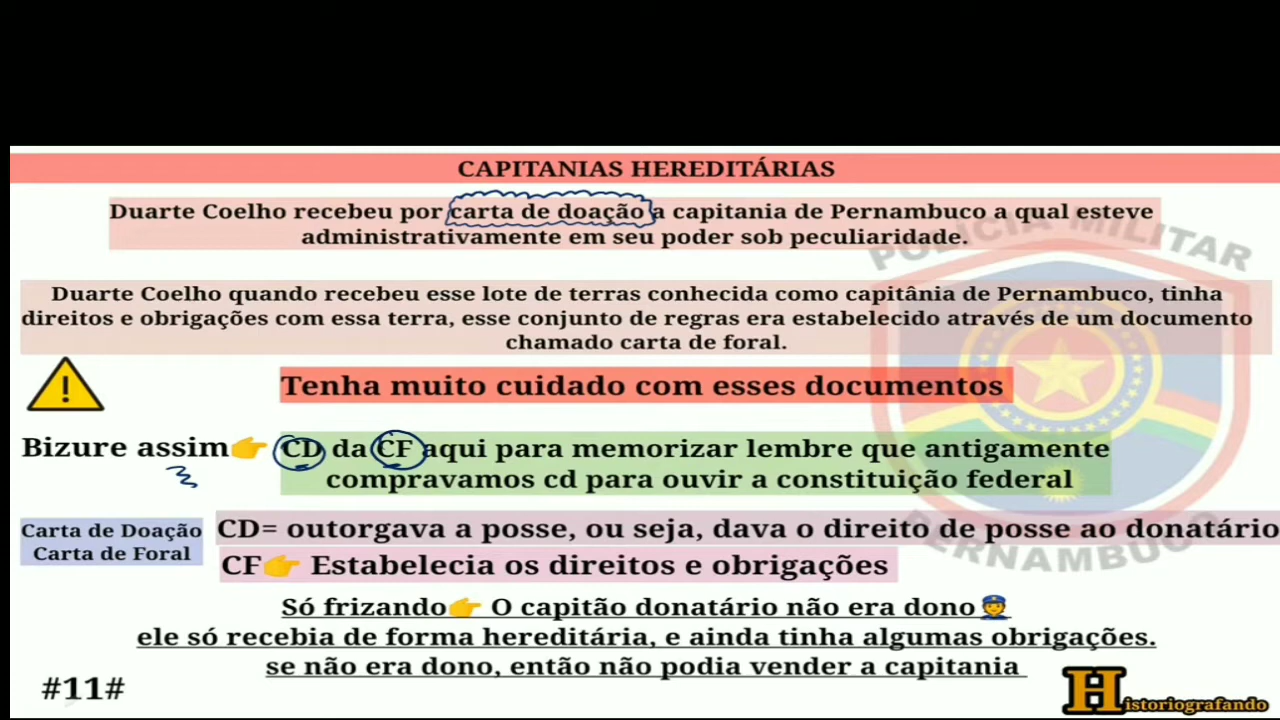 CAPITANIAS HEREDITÁRIAS
Duarte Coelho recebeu por carta de doação a capitania de Pernambuco a qual esteve
administrativamente em seu poder sob peculiaridade.
Duarte Coelho quando recebeu esse lote de terras conhecida como capitânia de Pernambuco, tinha
direitos e obrigações com essa terra, esse conjunto de regras era estabelecido através de um documento
chamado carta de foral.
Tenha muito cuidado com esses documentos
Bizure assim👉 CD da CF aqui para memorizar lembre que antigamente
compravamos cd para ouvir a constituição federal
Carta de Doação
Carta de Foral
CD= outorgava a posse, ou seja, dava o direito de posse ao donatário
CF👉 Estabelecia os direitos e obrigações
Só frizando👉 O capitão donatário não era dono👮
ele só recebia de forma hereditária, e ainda tinha algumas obrigações.
se não era dono, então não podia vender a capitania
#11#
Historiografando
POLÍCIA MILITAR
PERNAMBUCO